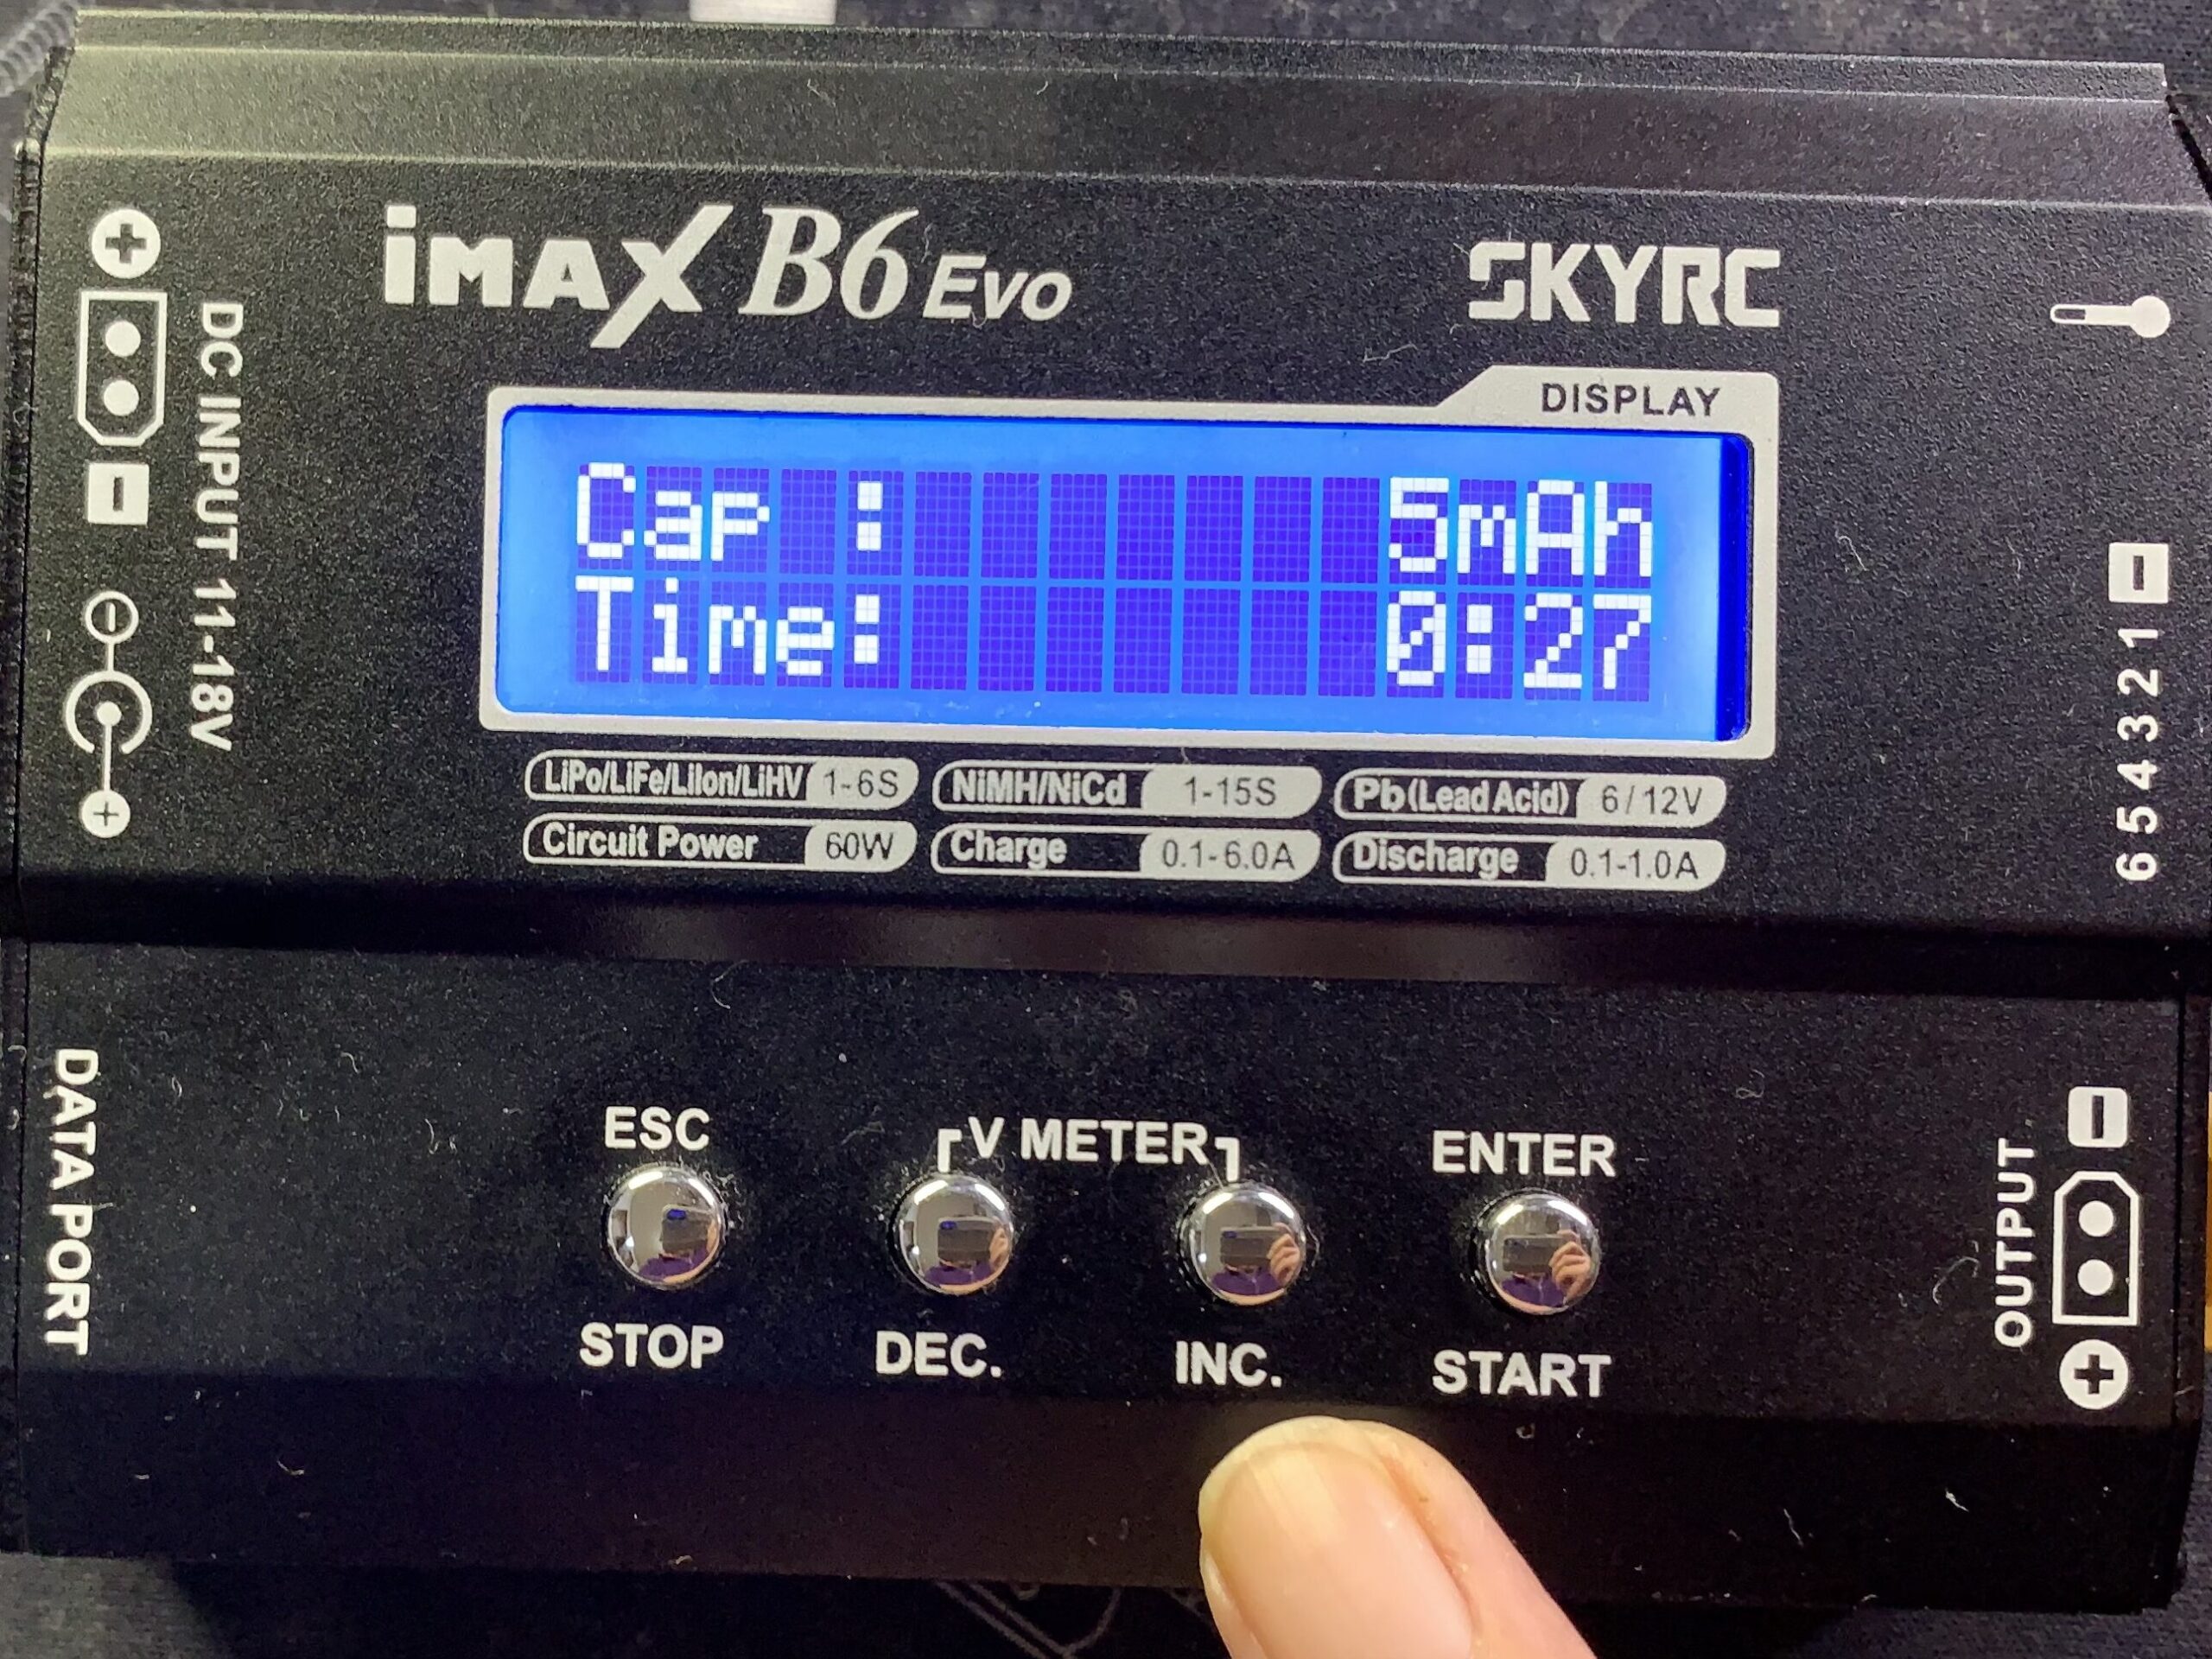 iMAX B6 Evo
SKYRC
DISPLAY
Cap : 5mAh
Time: 0:27
LiPo/LiFe/LiIon/LiHV 1-6S
NiMH/NiCd 1-15S
Pb(Lead Acid) 6/12V
Circuit Power 60W
Charge 0.1-6.0A
Discharge 0.1-1.0A
DC INPUT 11-18V
6 5 4 3 2 1
DATA PORT
ESC
V METER
ENTER
STOP
DEC.
INC.
START
OUTPUT